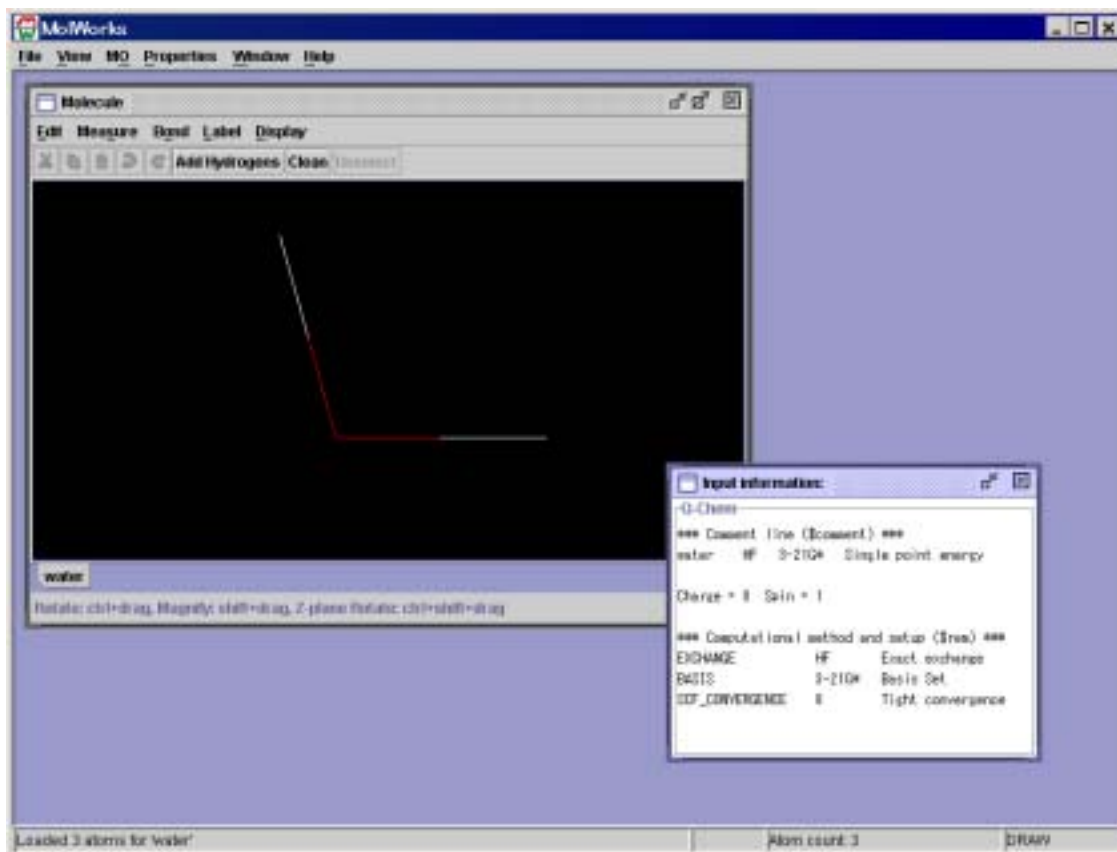 MolWorks
File View MO Properties Window Help
Molecule
Edit Measure Bond Label Display
Add Hydrogens Clean
water
Rotate: ctrl+drag, Magnify: shift+drag, Z-plane Rotate: ctrl+shift+drag
Input information:
Q-Chem
*** Comment line ($comment) ***
water HF 3-21G* Single point energy
Charge = 0 Spin = 1
*** Computational method and setup ($rem) ***
EXCHANGE HF Exact exchange
BASIS 3-21G* Basis Set
SCF_CONVERGENCE Tight convergence
Loaded 3 atoms for 'water'
Atom count: 3
DRAW